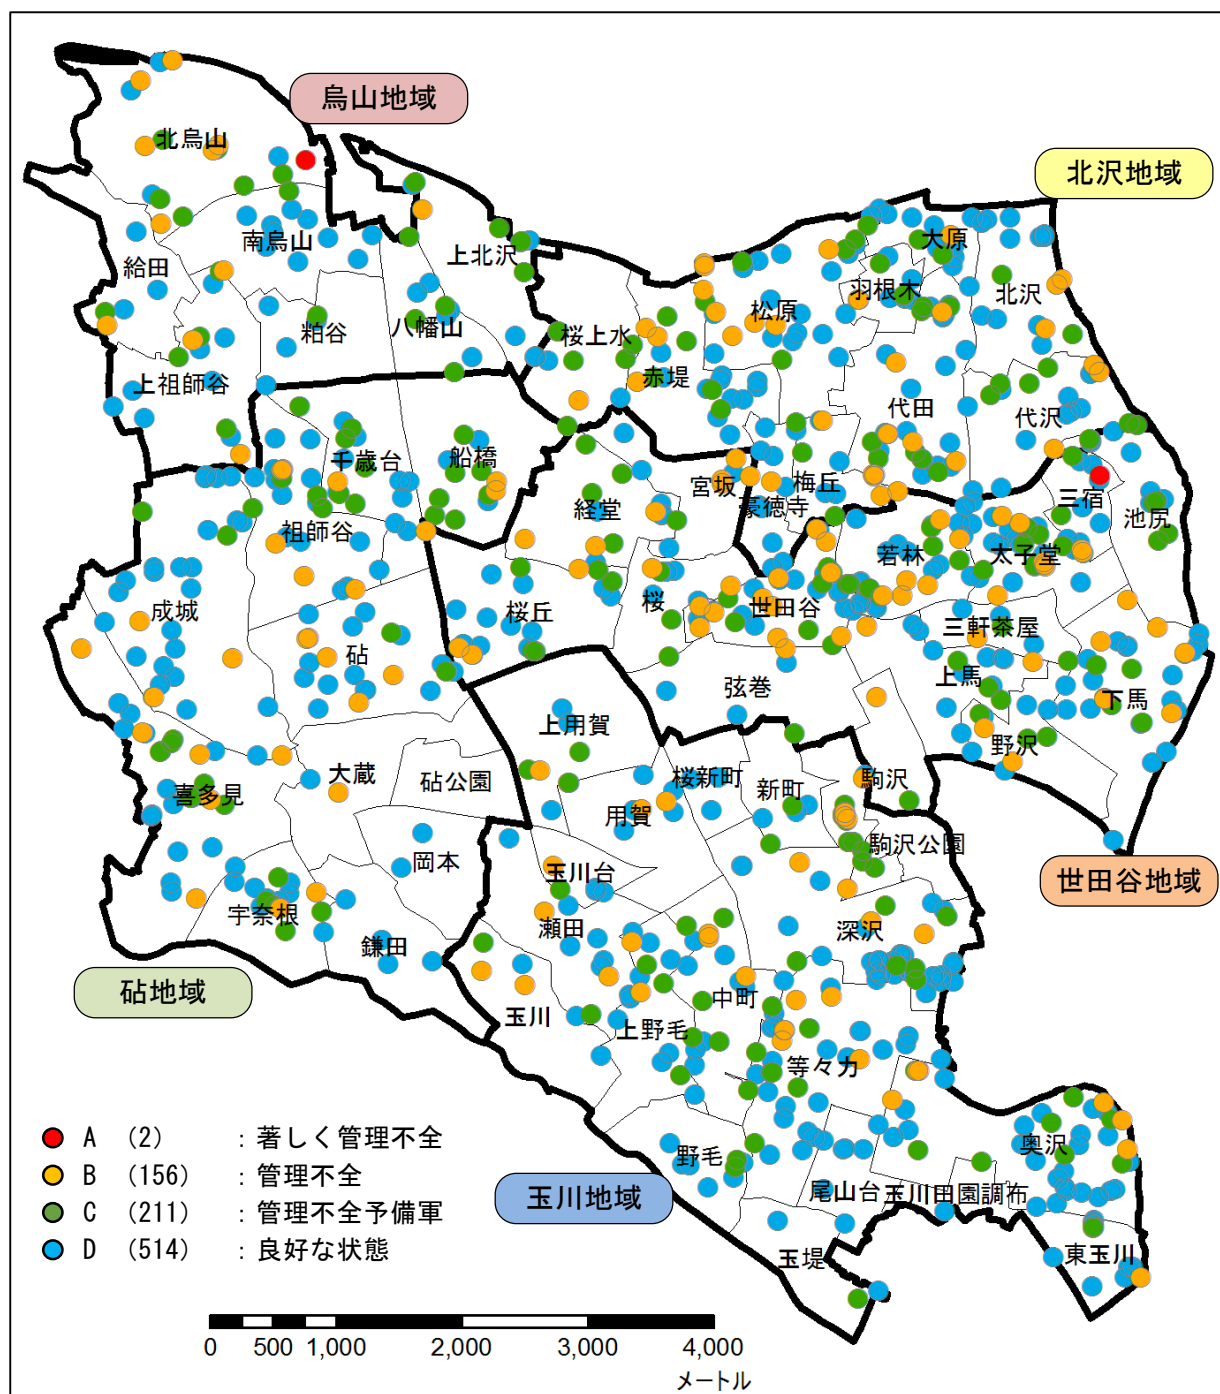 烏山地域
北烏山
北沢地域
南烏山
上北沢
大原
給田
羽根木
北沢
松原
粕谷
八幡山
桜上水
上祖師谷
赤堤
代田
代沢
千歳台
船橋
宮坂
梅丘
豪徳寺
経堂
三宿
池尻
祖師谷
若林
太子堂
成城
桜丘
桜
世田谷
三軒茶屋
砧
弦巻
上馬
下馬
上用賀
野沢
大蔵
砧公園
桜新町
新町
駒沢
喜多見
用賀
駒沢公園
岡本
玉川台
世田谷地域
宇奈根
鎌田
瀬田
深沢
砧地域
玉川
上野毛
中町
等々力
A （2） ：著しく管理不全
B （156） ：管理不全
C （211） ：管理不全予備軍
D （514） ：良好な状態
野毛
奥沢
玉川地域
尾山台
玉川田園調布
玉堤
東玉川
0 500 1,000 2,000 3,000 4,000
メートル